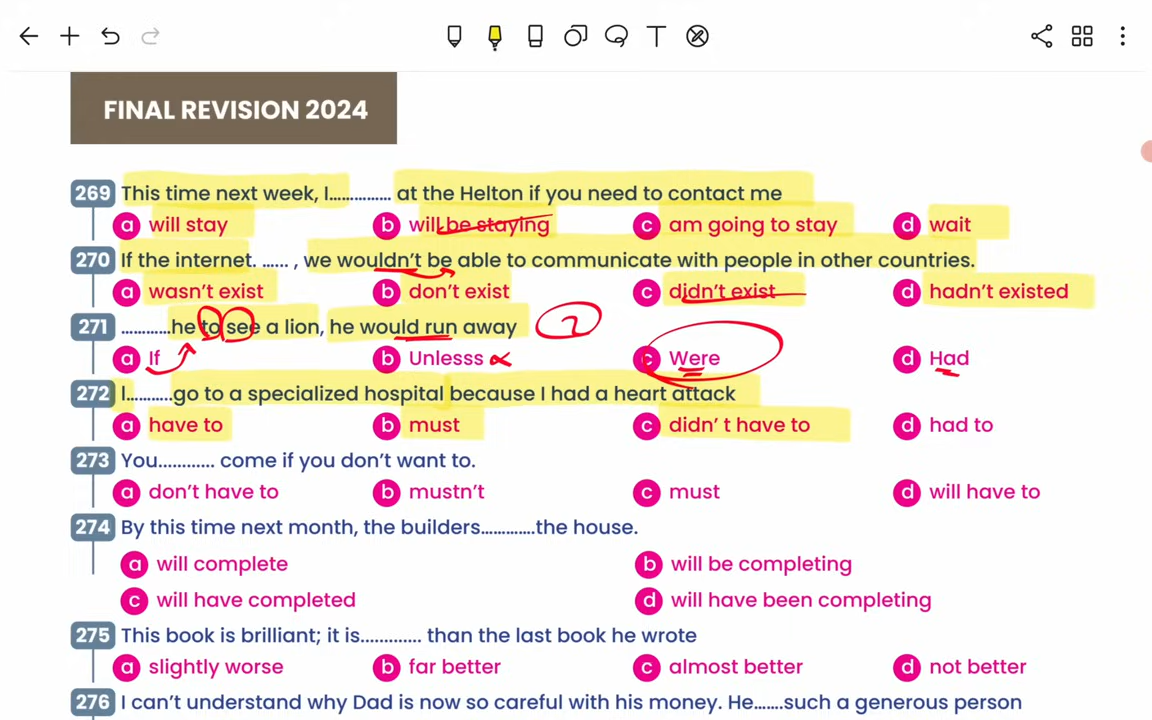 FINAL REVISION 2024
269 This time next week, I............... at the Helton if you need to contact me
a will stay b will be staying c am going to stay d wait
270 If the internet. ...... , we wouldn't be able to communicate with people in other countries.
a wasn't exist b don't exist c didn't exist d hadn't existed
271 ............he to see a lion, he would run away 2
a If b Unlesss c Were d Had
272 I...........go to a specialized hospital because I had a heart attack
a have to b must c didn' t have to d had to
273 You............ come if you don't want to.
a don't have to b mustn't c must d will have to
274 By this time next month, the builders.............the house.
a will complete b will be completing
c will have completed d will have been completing
275 This book is brilliant; it is............. than the last book he wrote
a slightly worse b far better c almost better d not better
276 I can't understand why Dad is now so careful with his money. He.......such a generous person